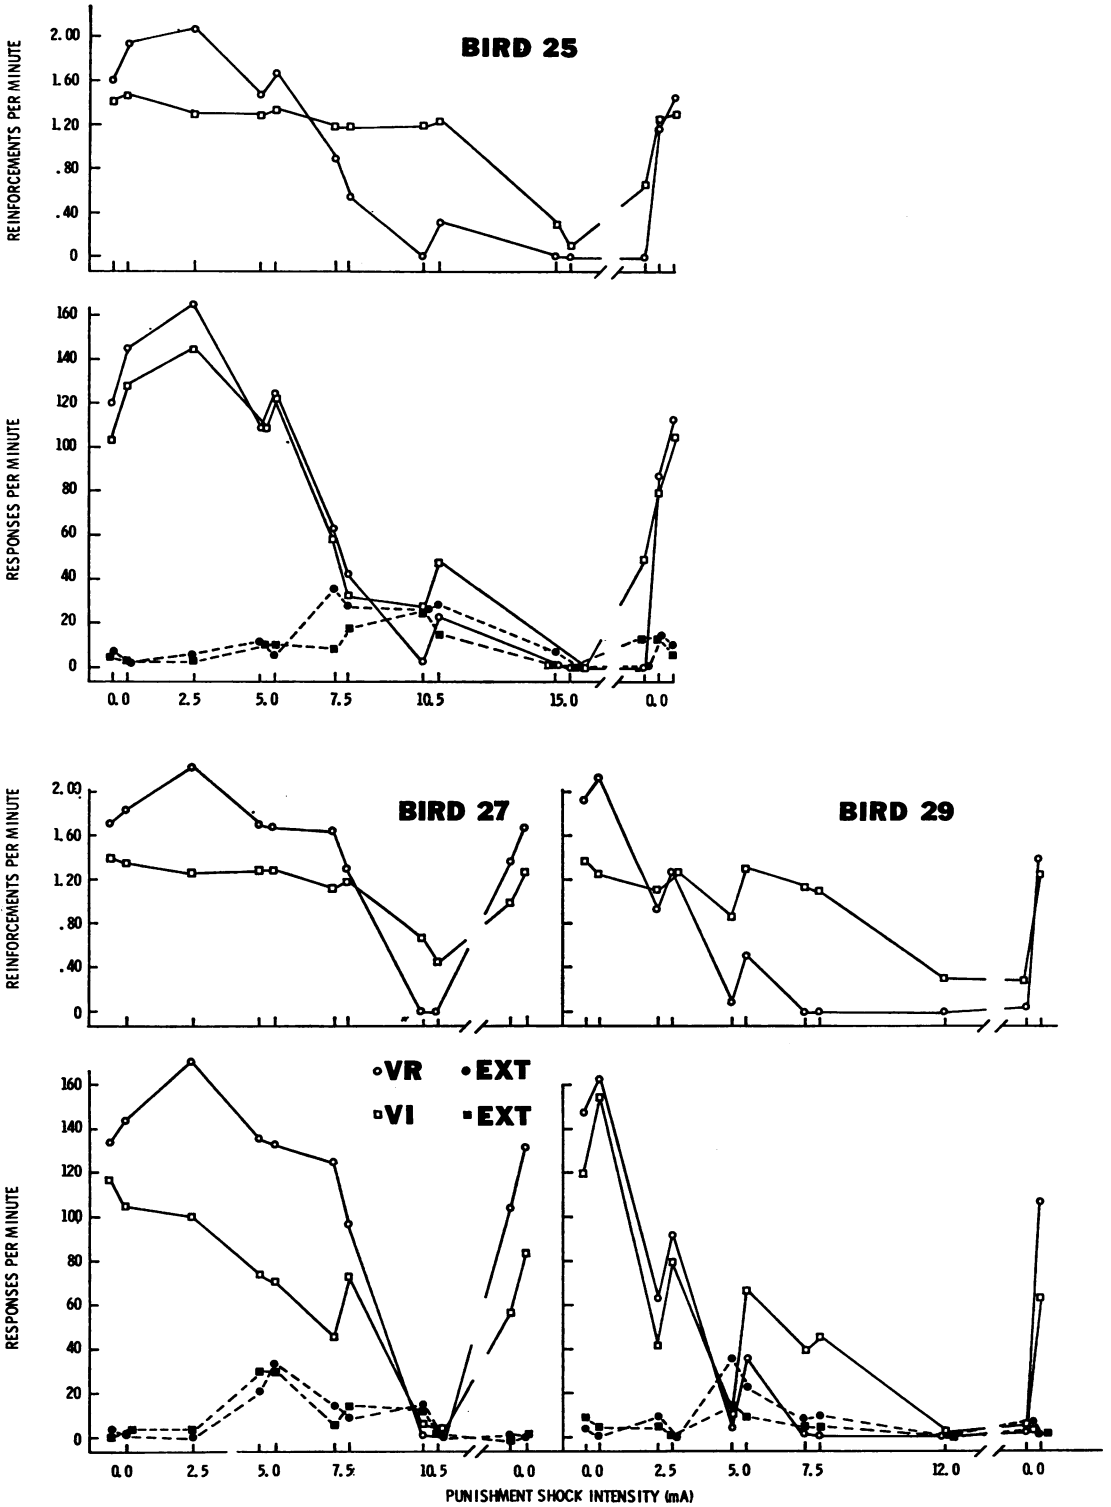 BIRD 25
REINFORCEMENTS PER MINUTE
2.00
1.60
1.20
.80
.40
0
RESPONSES PER MINUTE
160
140
120
100
80
60
40
20
0
0.0 2.5 5.0 7.5 10.5 15.0 0.0
BIRD 27
BIRD 29
REINFORCEMENTS PER MINUTE
2.00
1.60
1.20
.80
.40
0
VR EXT
VI EXT
RESPONSES PER MINUTE
160
140
120
100
80
60
40
20
0
0.0 2.5 5.0 7.5 10.5 0.0 0.0 2.5 5.0 7.5 12.0 0.0
PUNISHMENT SHOCK INTENSITY (mA)